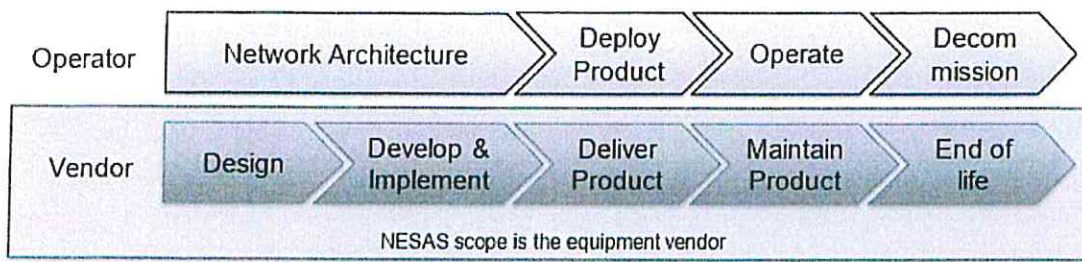 Operator
Network Architecture
Deploy
Product
Operate
Decom
mission
Vendor
Design
Develop &
Implement
Deliver
Product
Maintain
Product
End of
life
NESAS scope is the equipment vendor